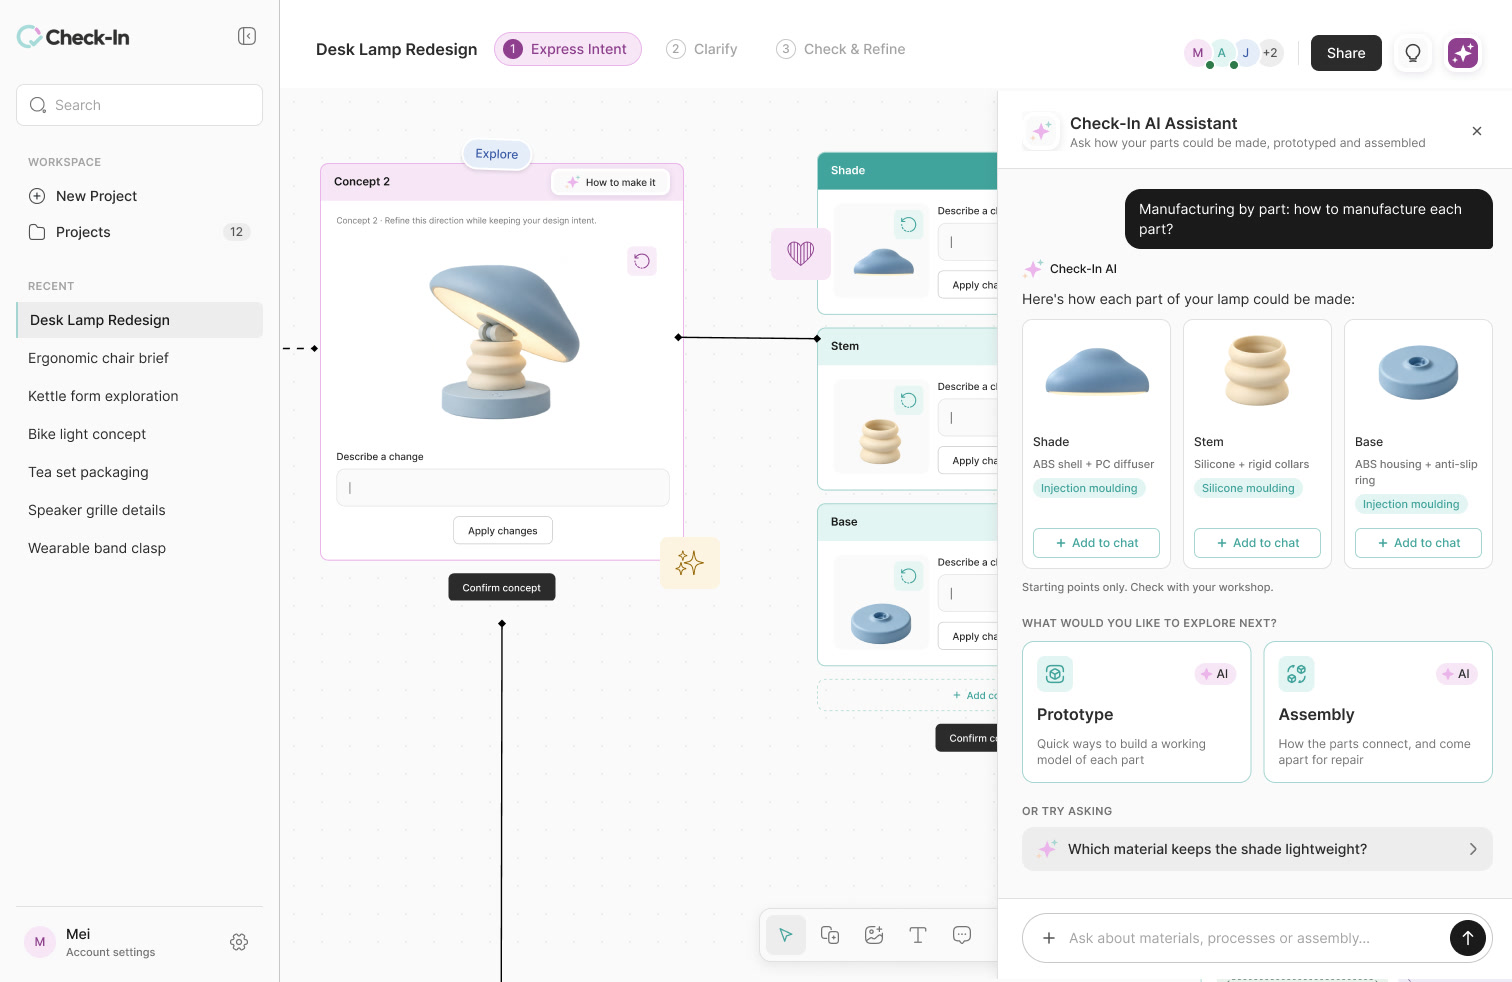 Check-In
Search
WORKSPACE
New Project
Projects
12
RECENT
Desk Lamp Redesign
Ergonomic chair brief
Kettle form exploration
Bike light concept
Tea set packaging
Speaker grille details
Wearable band clasp
M
Mei
Account settings
Desk Lamp Redesign
1 Express Intent
2 Clarify
3 Check & Refine
M A J +2
Share
Explore
Concept 2
How to make it
Concept 2 · Refine this direction while keeping your design intent.
Describe a change
Apply changes
Confirm concept
Shade
Describe a
Apply
Stem
Describe a
Apply
Base
Describe a
Apply
+ Add
Confirm
Check-In AI Assistant
Ask how your parts could be made, prototyped and assembled
Manufacturing by part: how to manufacture each
part?
Check-In AI
Here's how each part of your lamp could be made:
Shade
ABS shell + PC diffuser
Injection moulding
+ Add to chat
Stem
Silicone + rigid collars
Silicone moulding
+ Add to chat
Base
ABS housing + anti-slip
ring
Injection moulding
+ Add to chat
Starting points only. Check with your workshop.
WHAT WOULD YOU LIKE TO EXPLORE NEXT?
AI
Prototype
Quick ways to build a working
model of each part
AI
Assembly
How the parts connect, and come
apart for repair
OR TRY ASKING
Which material keeps the shade lightweight?
Ask about materials, processes or assembly...